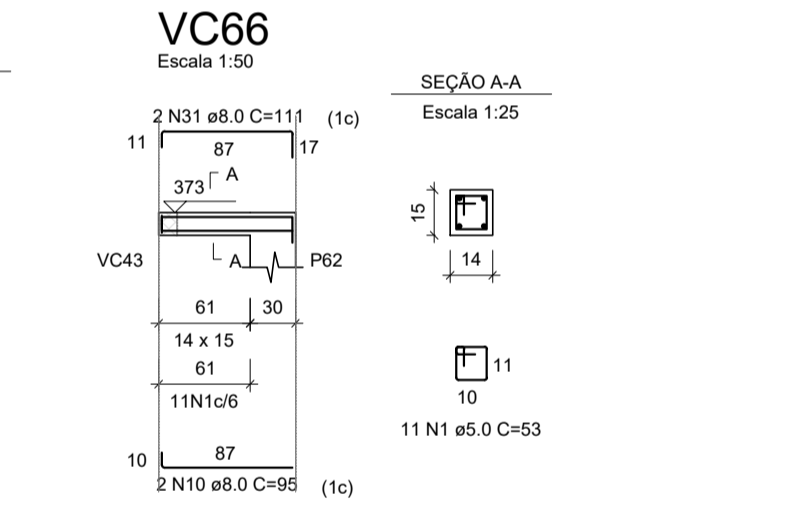 VC66
Escala 1:50
2 N31 ø8.0 C=111 (1c)
11
87
17
373
A
VC43
A
P62
61
30
14 x 15
61
11N1c/6
10
87
2 N10 ø8.0 C=95 (1c)
SEÇÃO A-A
Escala 1:25
15
14
11
10
11 N1 ø5.0 C=53